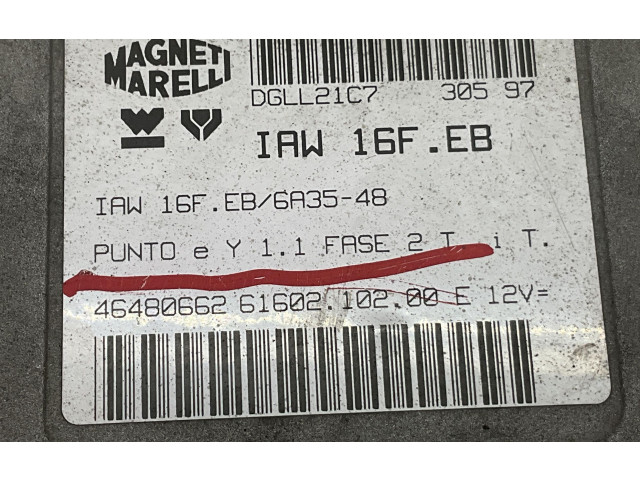 MAGNETI
MARELLI
DGLL21C7 305 97
IAW 16F.EB
IAW 16F.EB/6A35-48
PUNTO e Y 1.1 FASE 2 T. i T.
46480662 61602.102.00 E 12V=